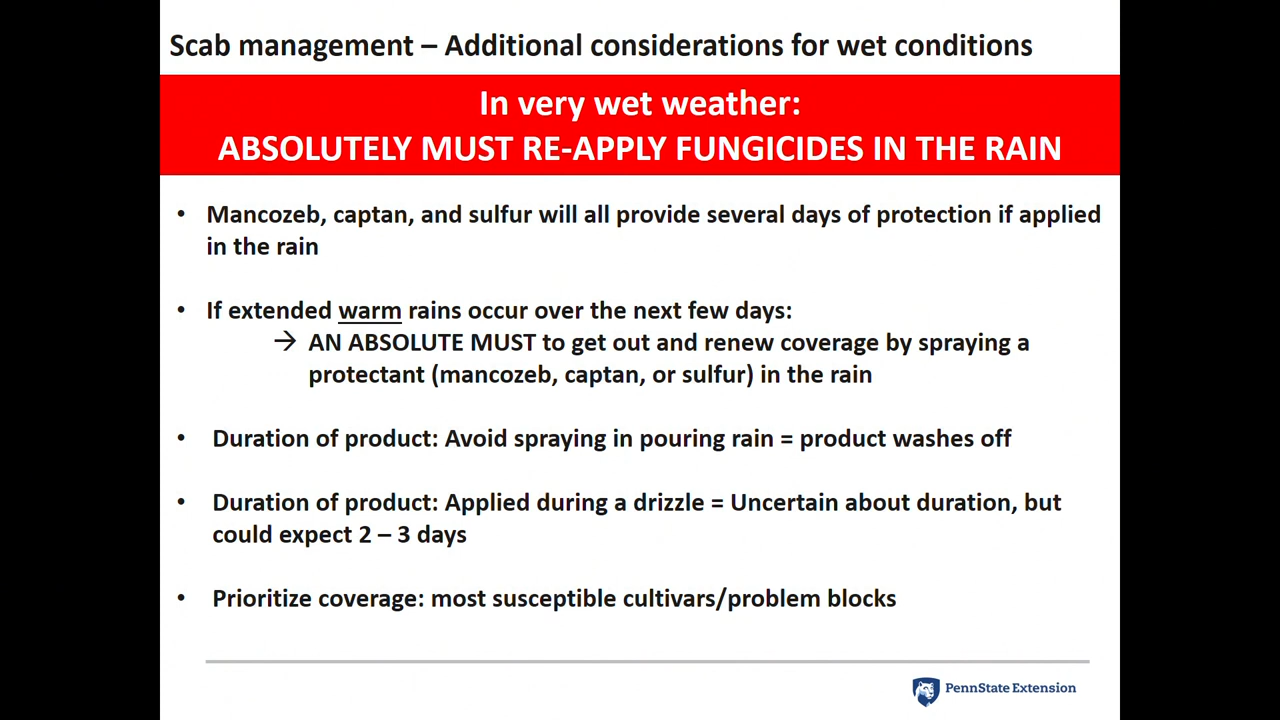 Scab management – Additional considerations for wet conditions
In very wet weather:
ABSOLUTELY MUST RE-APPLY FUNGICIDES IN THE RAIN
• Mancozeb, captan, and sulfur will all provide several days of protection if applied
in the rain
• If extended warm rains occur over the next few days:
→ AN ABSOLUTE MUST to get out and renew coverage by spraying a
protectant (mancozeb, captan, or sulfur) in the rain
• Duration of product: Avoid spraying in pouring rain = product washes off
• Duration of product: Applied during a drizzle = Uncertain about duration, but
could expect 2 – 3 days
• Prioritize coverage: most susceptible cultivars/problem blocks
PennState Extension